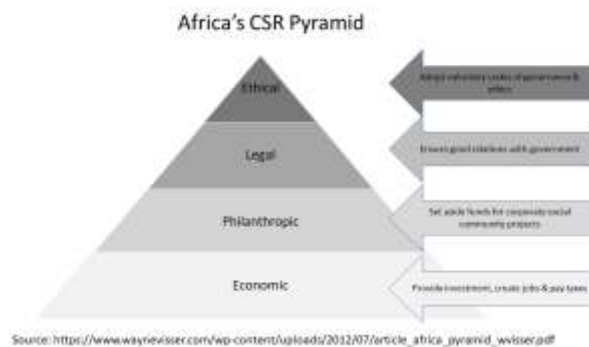 Africa's CSR Pyramid
Ethical
Adopt voluntary codes of governance &
ethics
Legal
Ensure good relations with government
Philanthropic
Set aside funds for corporate social
community projects
Economic
Provide investment, create jobs & pay taxes
Source: https://www.waynevisser.com/wp-content/uploads/2012/07/article_africa_pyramid_wvisser.pdf